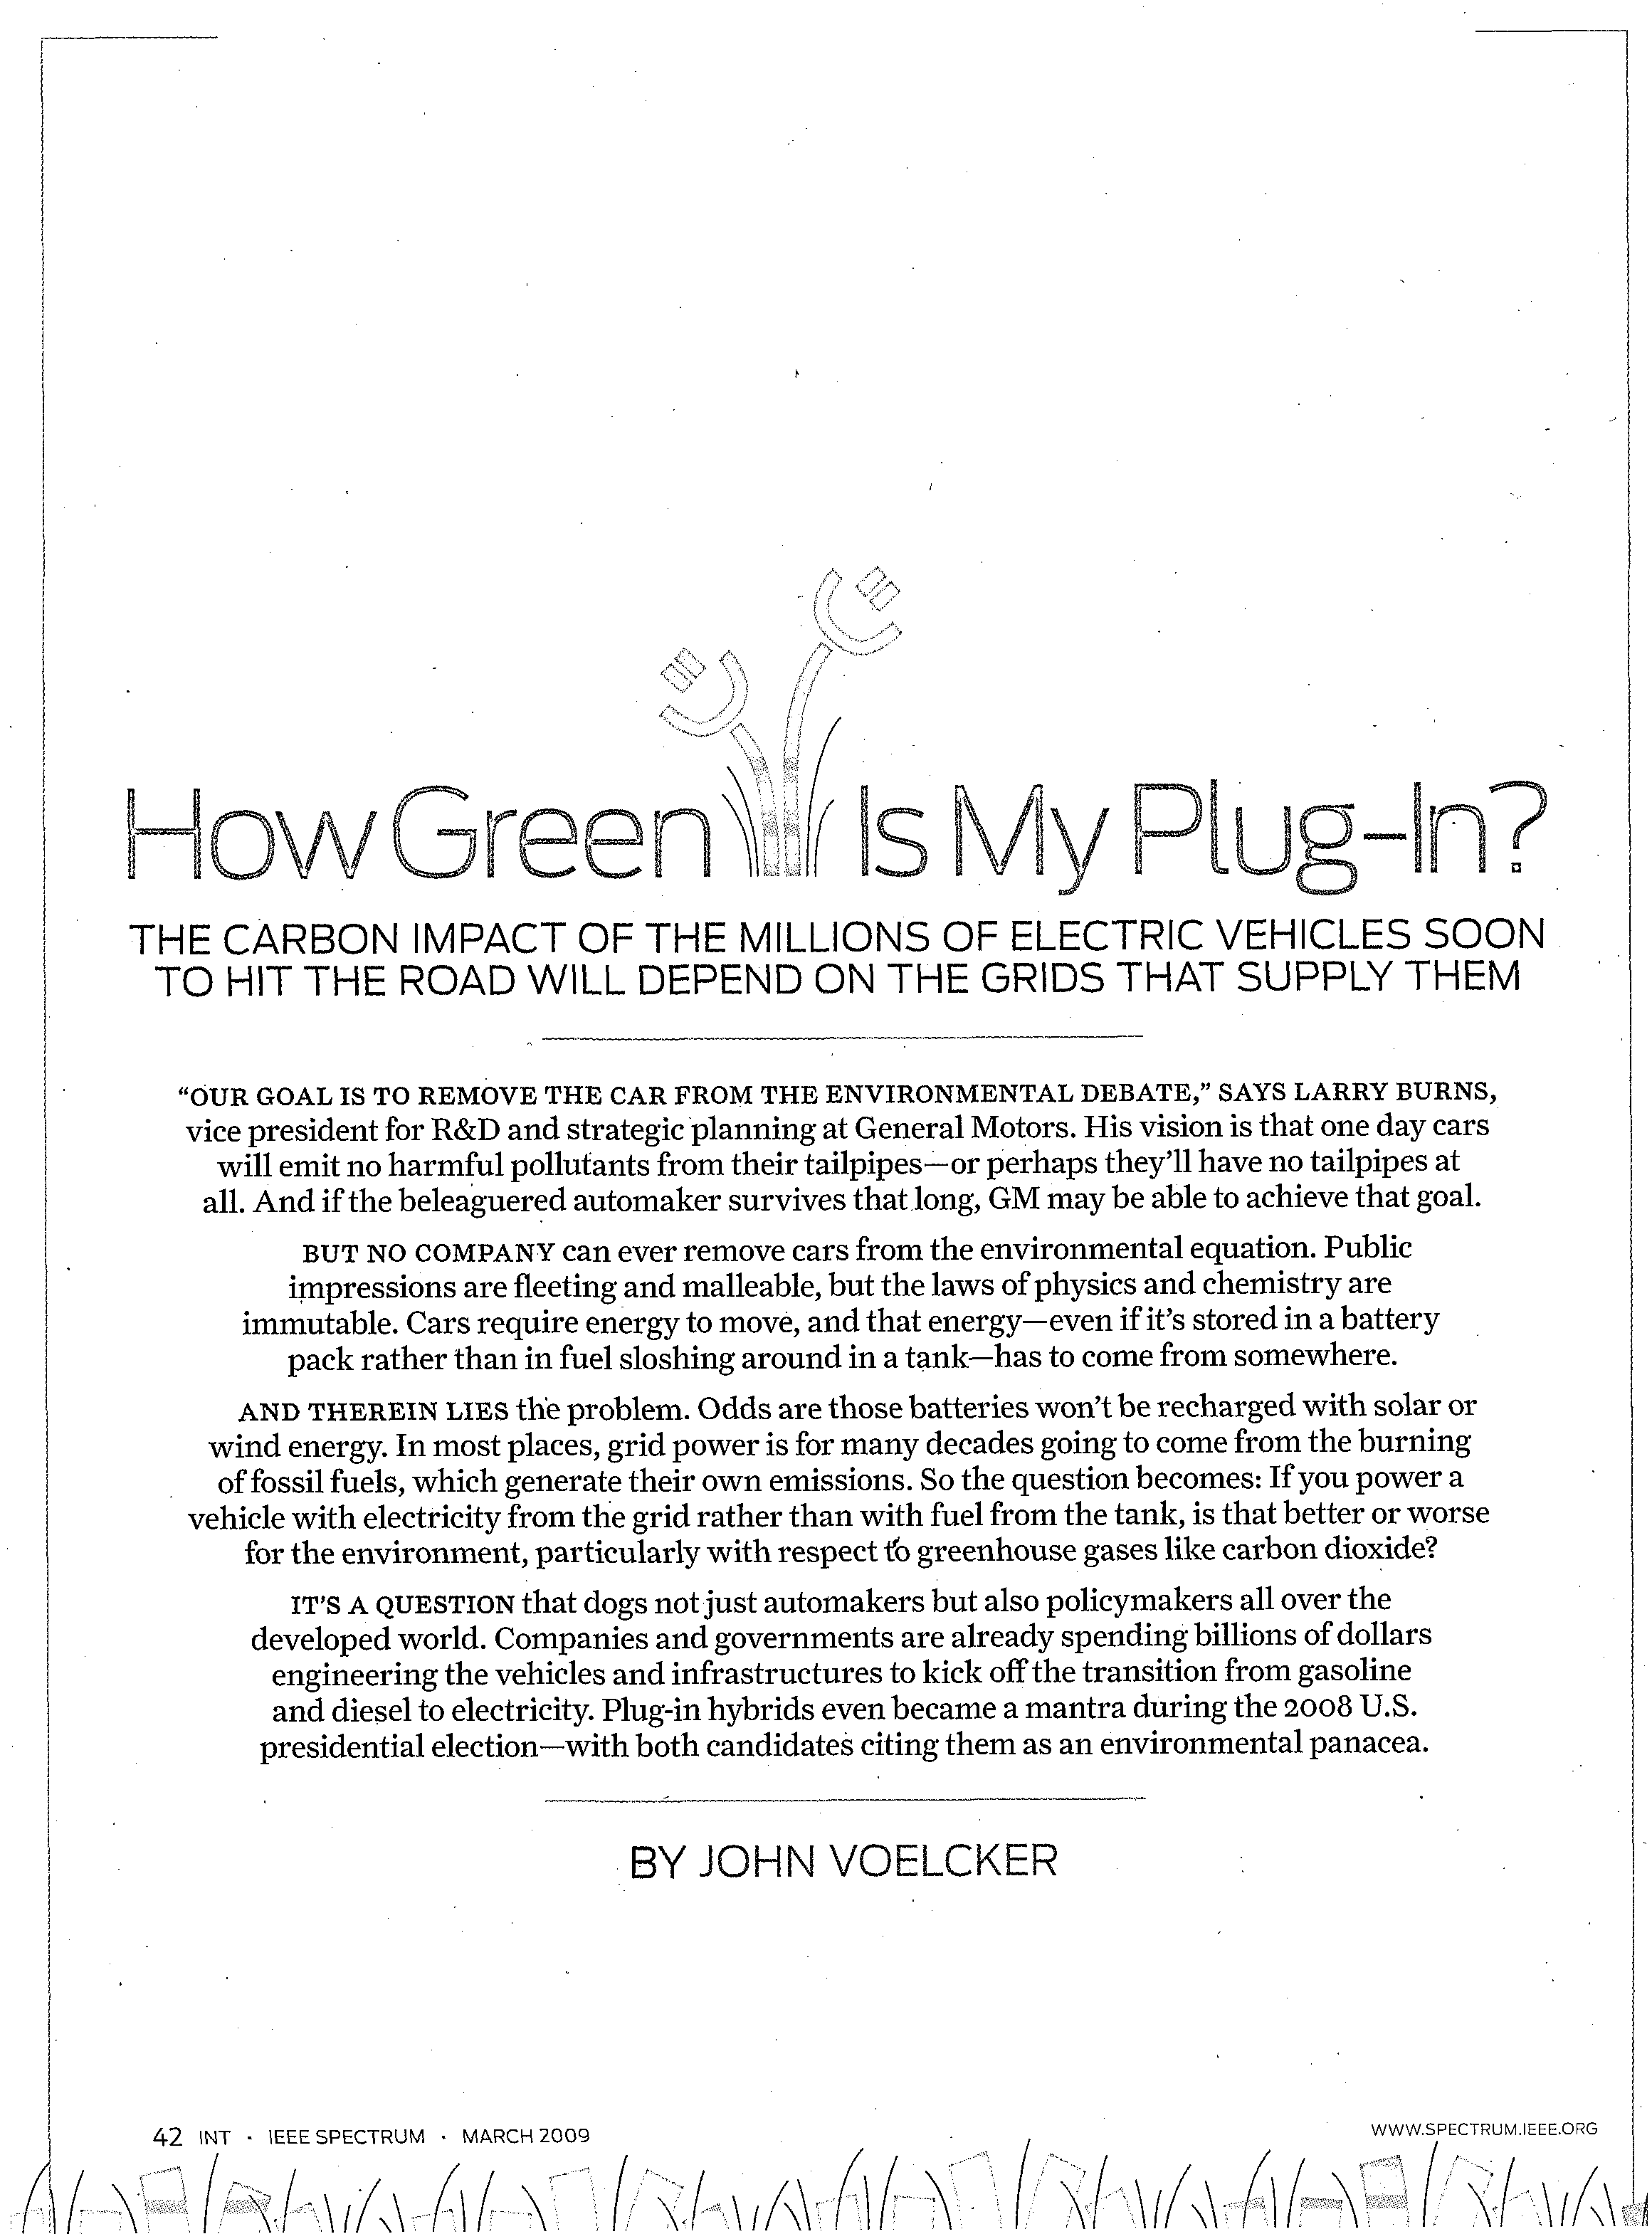 How Green Is My Plug-In?
THE CARBON IMPACT OF THE MILLIONS OF ELECTRIC VEHICLES SOON
TO HIT THE ROAD WILL DEPEND ON THE GRIDS THAT SUPPLY THEM
“OUR GOAL IS TO REMOVE THE CAR FROM THE ENVIRONMENTAL DEBATE,” SAYS LARRY BURNS,
vice president for R&D and strategic planning at General Motors. His vision is that one day cars
will emit no harmful pollutants from their tailpipes—or perhaps they’ll have no tailpipes at
all. And if the beleaguered automaker survives that long, GM may be able to achieve that goal.
BUT NO COMPANY can ever remove cars from the environmental equation. Public
impressions are fleeting and malleable, but the laws of physics and chemistry are
immutable. Cars require energy to move, and that energy—even if it’s stored in a battery
pack rather than in fuel sloshing around in a tank—has to come from somewhere.
AND THEREIN LIES the problem. Odds are those batteries won’t be recharged with solar or
wind energy. In most places, grid power is for many decades going to come from the burning
of fossil fuels, which generate their own emissions. So the question becomes: If you power a
vehicle with electricity from the grid rather than with fuel from the tank, is that better or worse
for the environment, particularly with respect to greenhouse gases like carbon dioxide?
IT’S A QUESTION that dogs not just automakers but also policymakers all over the
developed world. Companies and governments are already spending billions of dollars
engineering the vehicles and infrastructures to kick off the transition from gasoline
and diesel to electricity. Plug-in hybrids even became a mantra during the 2008 U.S.
presidential election—with both candidates citing them as an environmental panacea.
BY JOHN VOELCKER
42 INT · IEEE SPECTRUM · MARCH 2009
WWW.SPECTRUM.IEEE.ORG